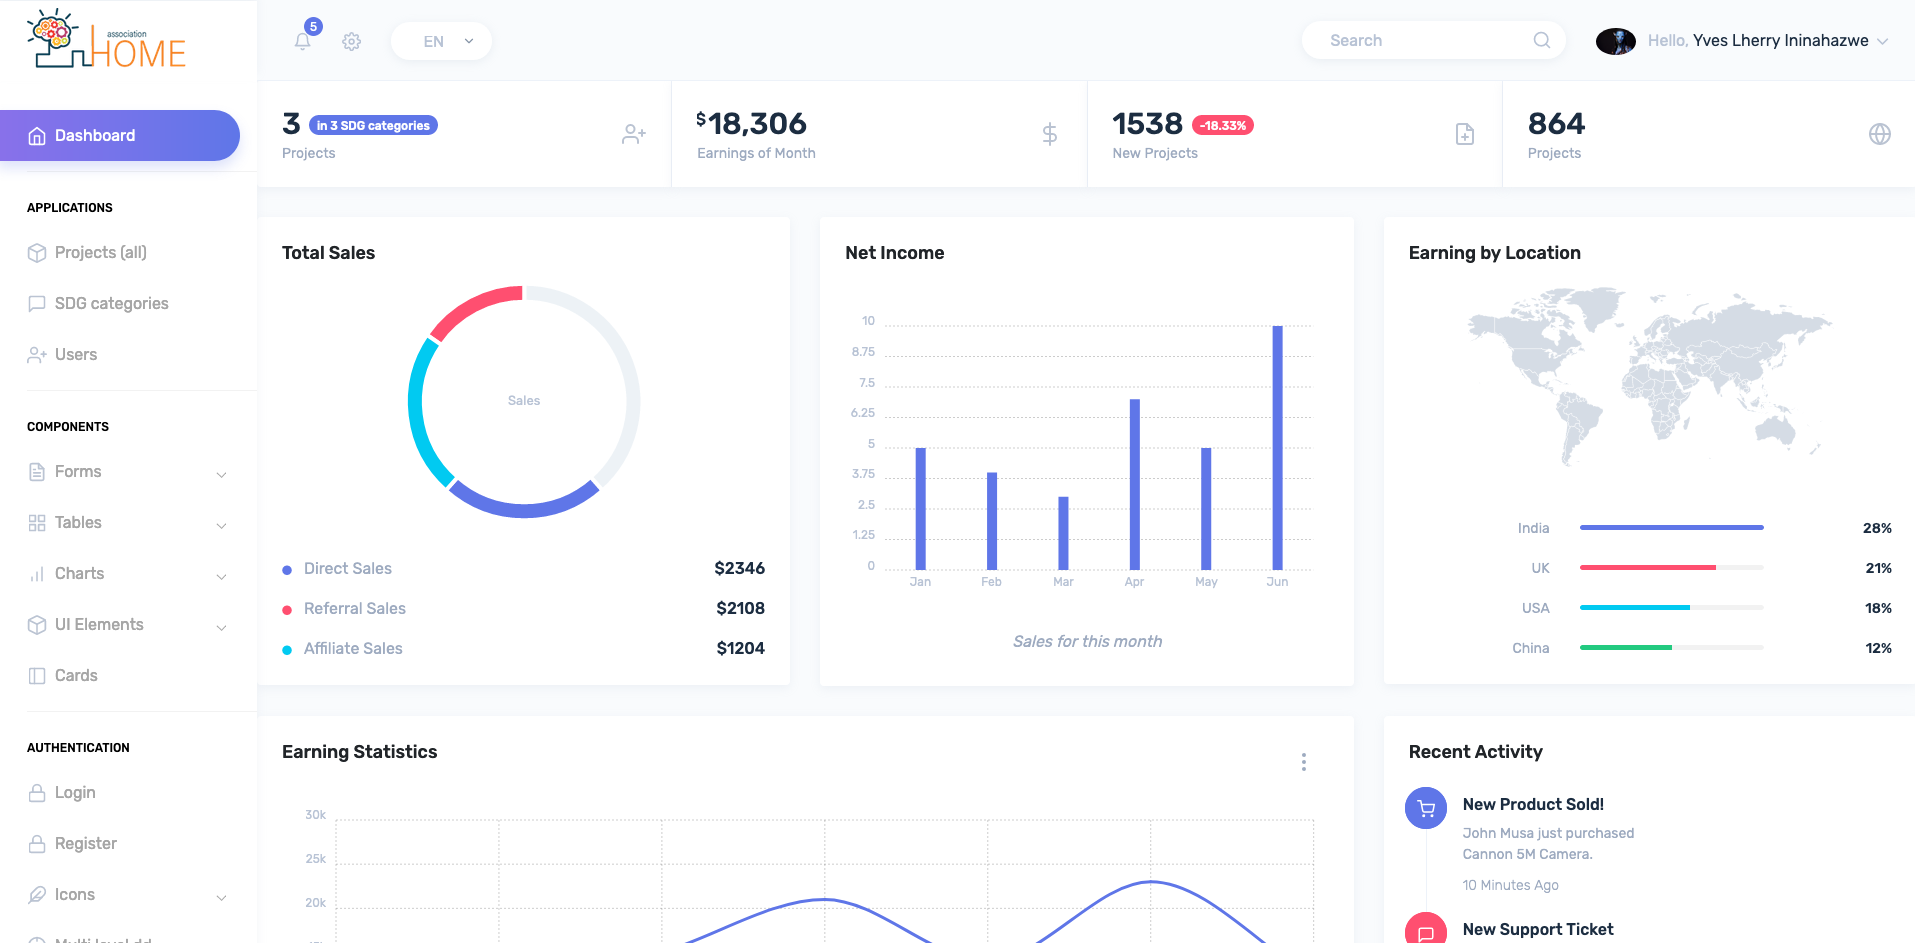 association
HOME
5
EN
Search
Hello, Yves Lherry Ininahazwe
Dashboard
APPLICATIONS
Projects (all)
SDG categories
Users
COMPONENTS
Forms
Tables
Charts
UI Elements
Cards
AUTHENTICATION
Login
Register
Icons
3 in 3 SDG categories
Projects
$18,306
Earnings of Month
1538 -18.33%
New Projects
864
Projects
Total Sales
Sales
Direct Sales $2346
Referral Sales $2108
Affiliate Sales $1204
Net Income
10
8.75
7.5
6.25
5
3.75
2.5
1.25
0
Jan Feb Mar Apr May Jun
Sales for this month
Earning by Location
India 28%
UK 21%
USA 18%
China 12%
Earning Statistics
30k
25k
20k
Recent Activity
New Product Sold!
John Musa just purchased
Cannon 5M Camera.
10 Minutes Ago
New Support Ticket